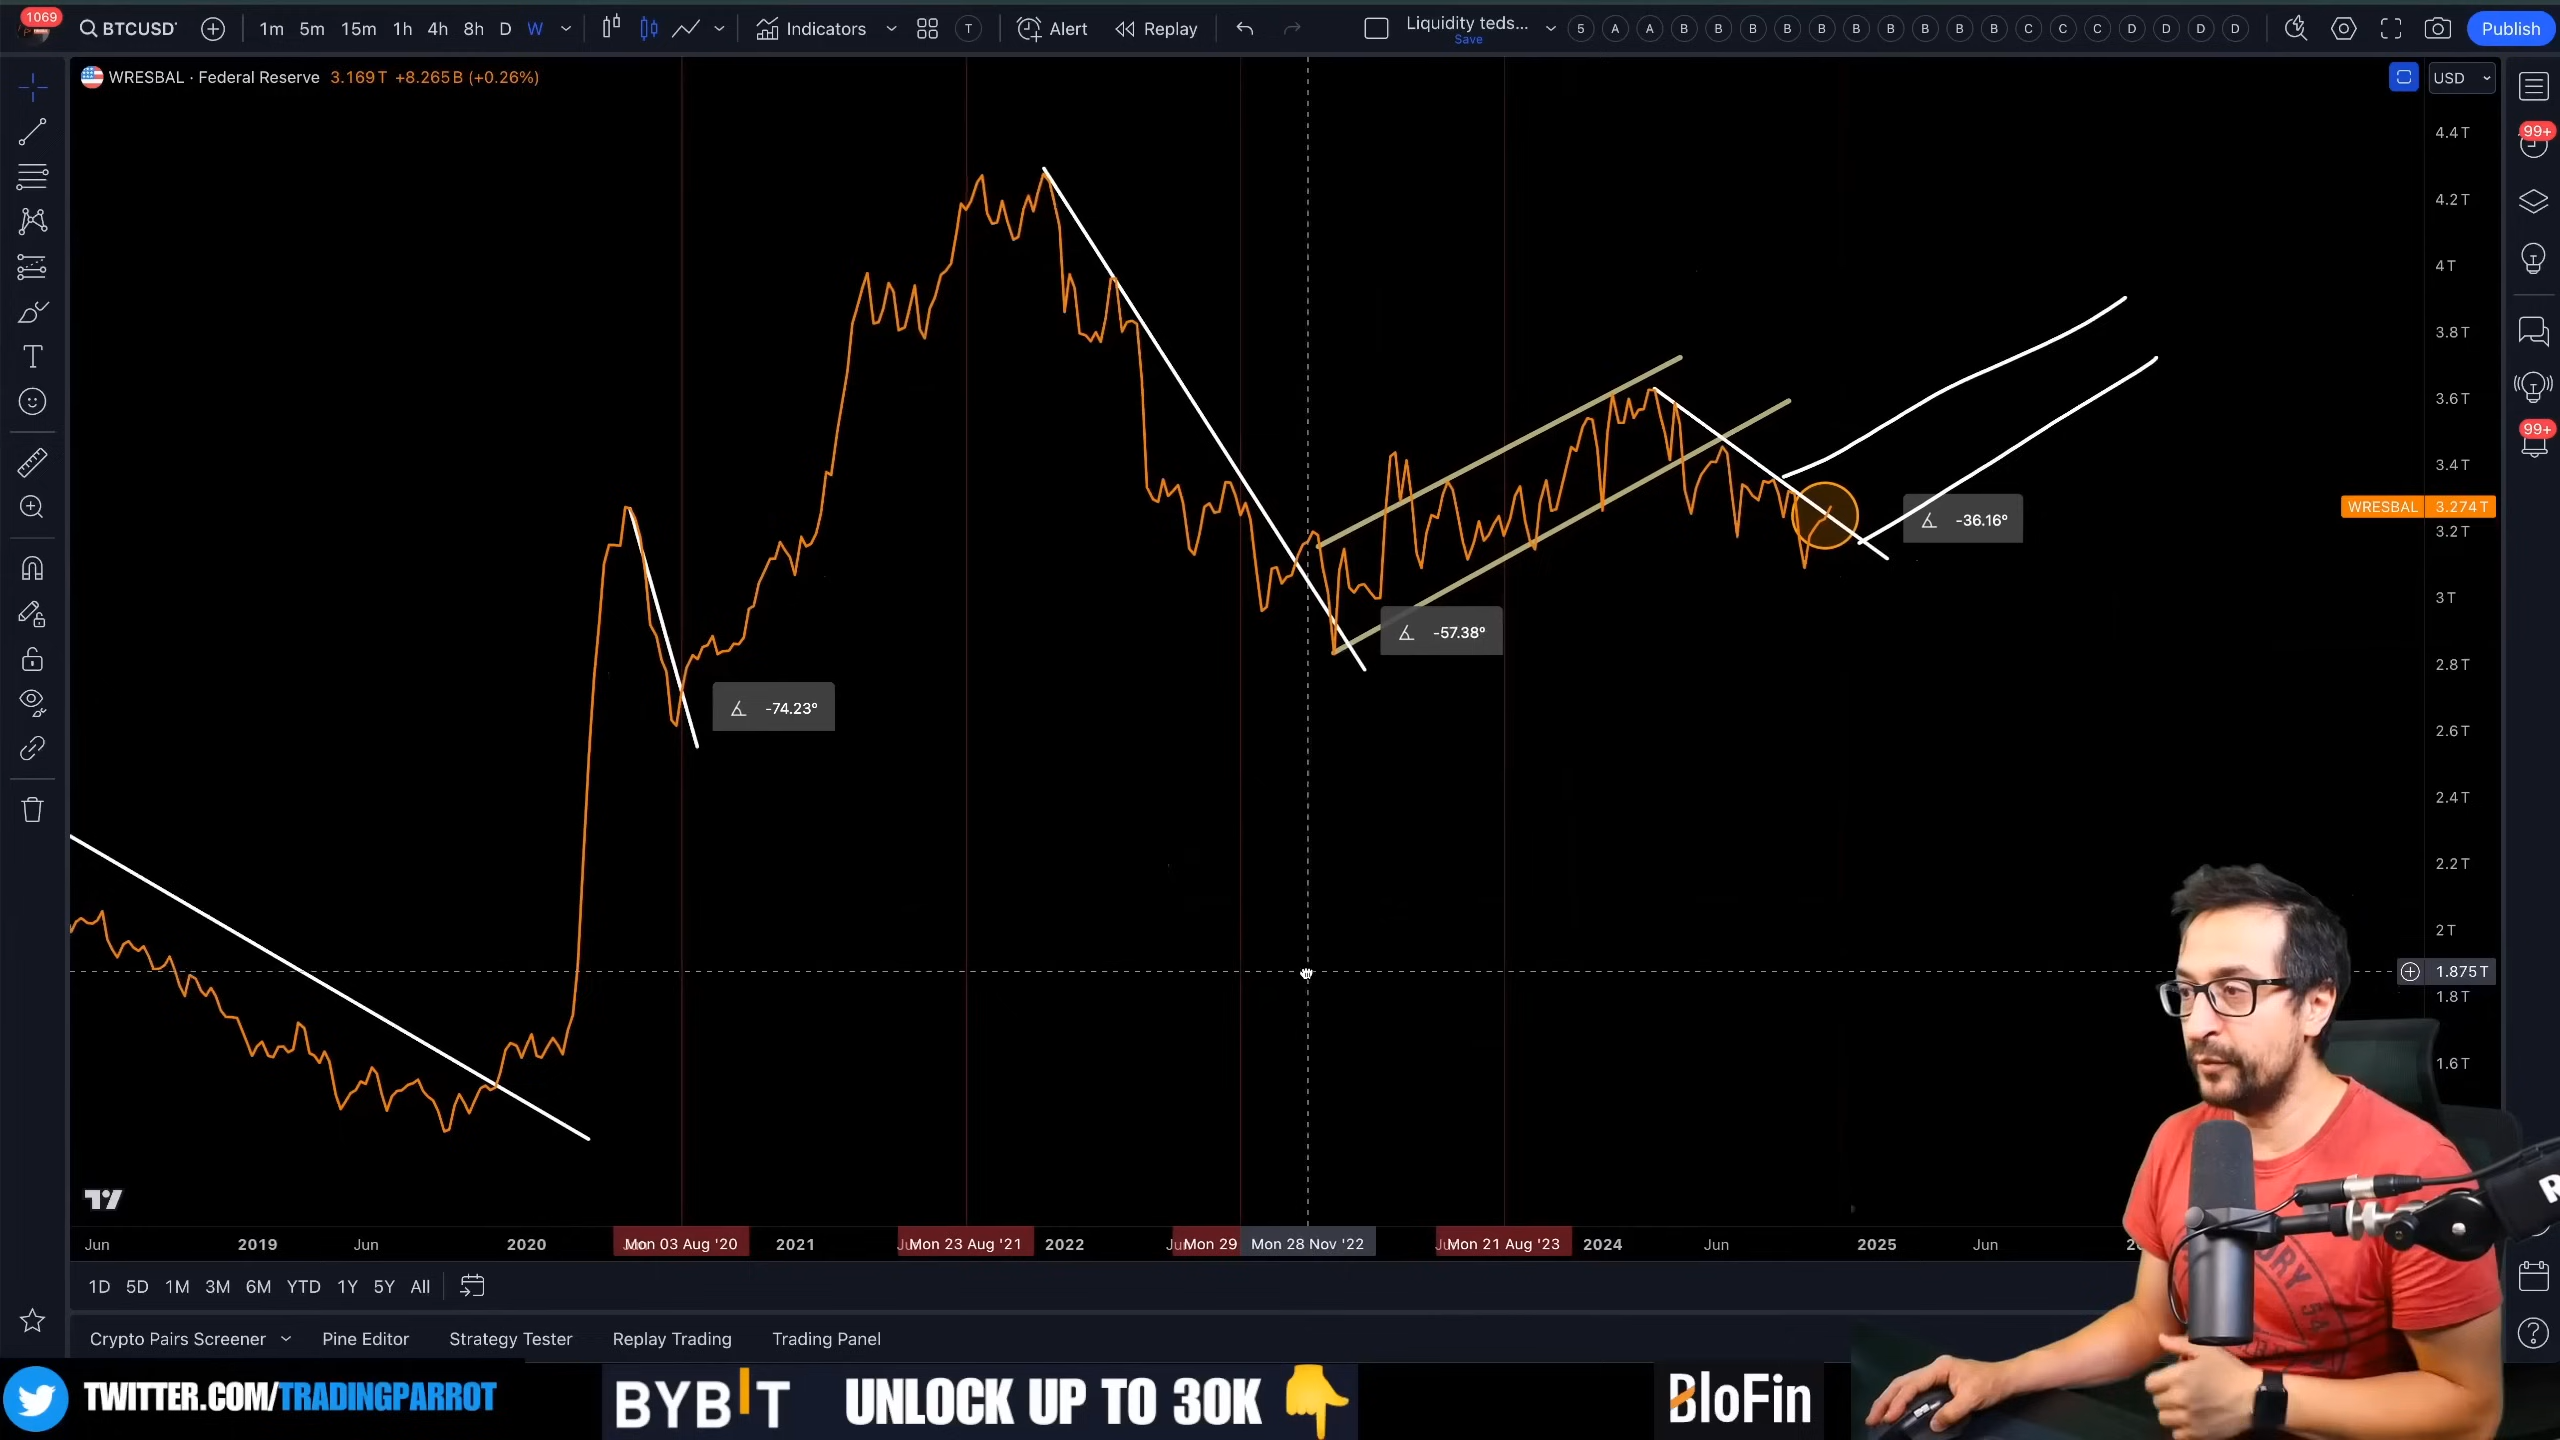 1069
BTCUSD
1m 5m 15m 1h 4h 8h D W
Indicators
T
Alert
Replay
Liquidity teds...
Save
5 A A B B B B B B B B B B C C C D D D D
Publish
WRESBAL · Federal Reserve 3.169 T +8.265 B (+0.26%)
USD
99+
99+
4.4 T
4.2 T
4 T
3.8 T
3.6 T
3.4 T
WRESBAL 3.274 T
3.2 T
3 T
2.8 T
2.6 T
2.4 T
2.2 T
2 T
1.875 T
1.8 T
1.6 T
-36.16°
-57.38°
-74.23°
Jun 2019 Jun 2020 Mon 03 Aug '20 2021 Mon 23 Aug '21 2022 Mon 29 Mon 28 Nov '22 Mon 21 Aug '23 2024 Jun 2025 Jun
1D 5D 1M 3M 6M YTD 1Y 5Y All
Crypto Pairs Screener Pine Editor Strategy Tester Replay Trading Trading Panel
TWITTER.COM/TRADINGPARROT
BYBIT UNLOCK UP TO 30K
BloFin